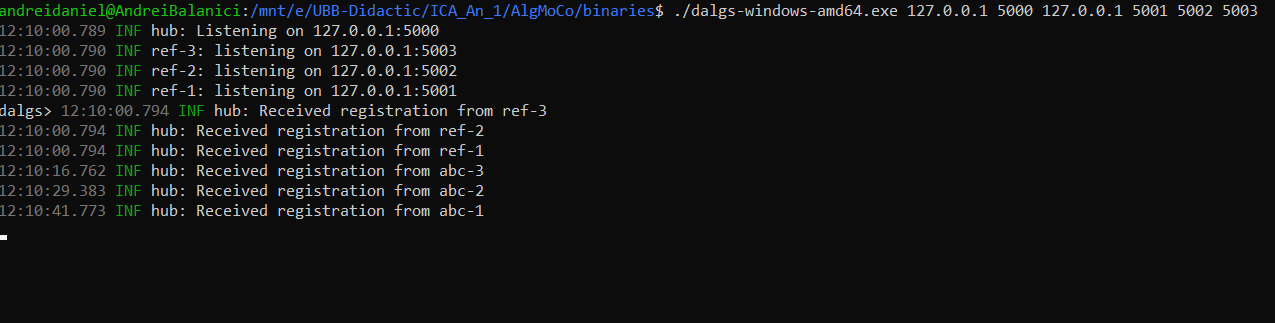 andreidaniel@AndreiBalanici:/mnt/e/UBB-Didactic/ICA_An_1/AlgMoCo/binaries$ ./dalgs-windows-amd64.exe 127.0.0.1 5000 127.0.0.1 5001 5002 5003
12:10:00.789 INF hub: Listening on 127.0.0.1:5000
12:10:00.790 INF ref-3: listening on 127.0.0.1:5003
12:10:00.790 INF ref-2: listening on 127.0.0.1:5002
12:10:00.790 INF ref-1: listening on 127.0.0.1:5001
dalgs> 12:10:00.794 INF hub: Received registration from ref-3
12:10:00.794 INF hub: Received registration from ref-2
12:10:00.794 INF hub: Received registration from ref-1
12:10:16.762 INF hub: Received registration from abc-3
12:10:29.383 INF hub: Received registration from abc-2
12:10:41.773 INF hub: Received registration from abc-1